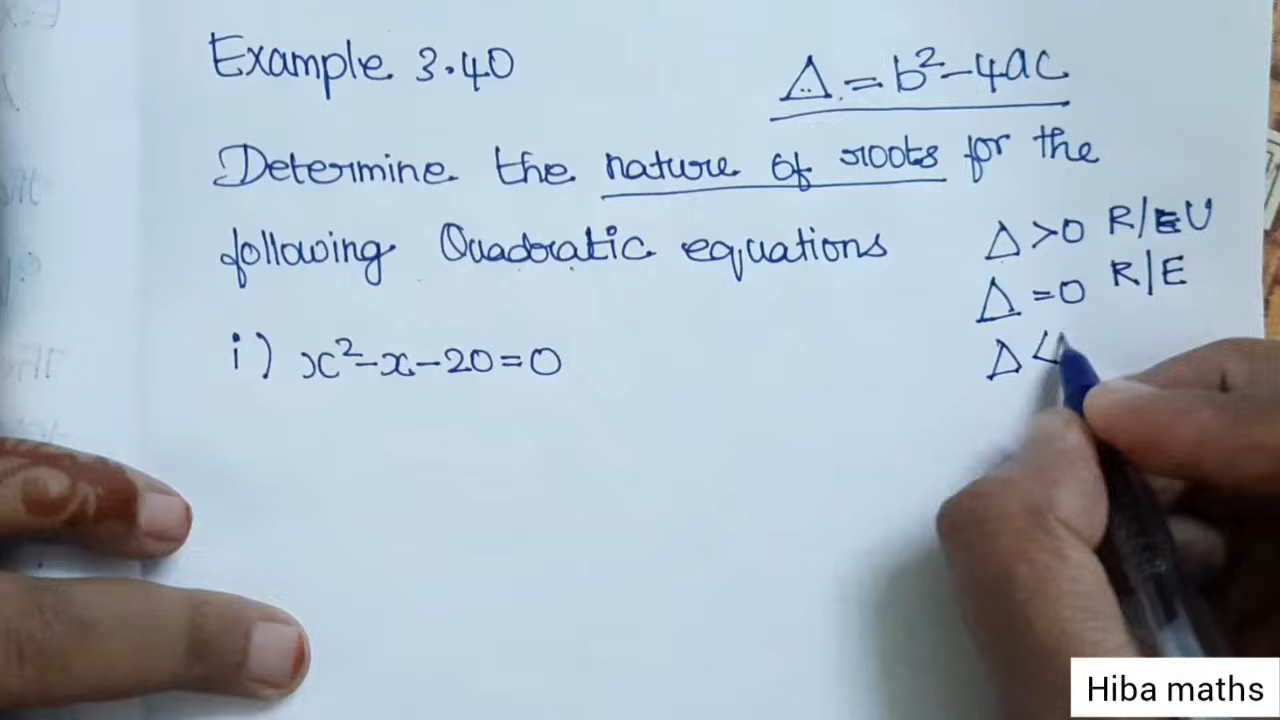 Example 3.40
Δ = b²-4ac
Determine the nature of roots for the
following Quadratic equations
Δ >0 R/EU
Δ =0 R/E
Δ <
i) x²-x-20=0
Hiba maths